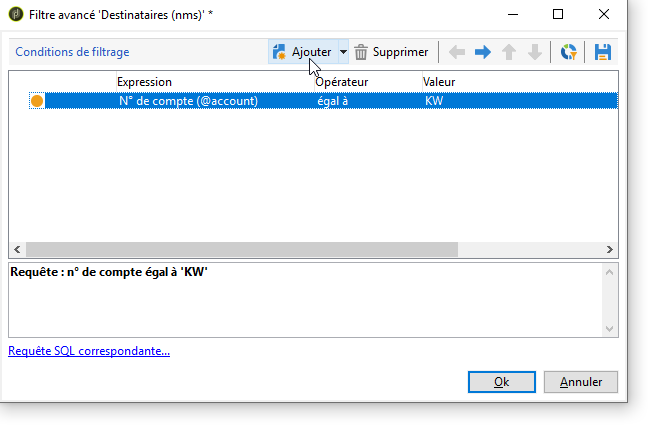 Filtre avancé 'Destinataires (nms)' *
Conditions de filtrage Ajouter Supprimer
Expression Opérateur Valeur
N° de compte (@account) égal à KW
Requête : n° de compte égal à 'KW'
Requête SQL correspondante...
Ok Annuler